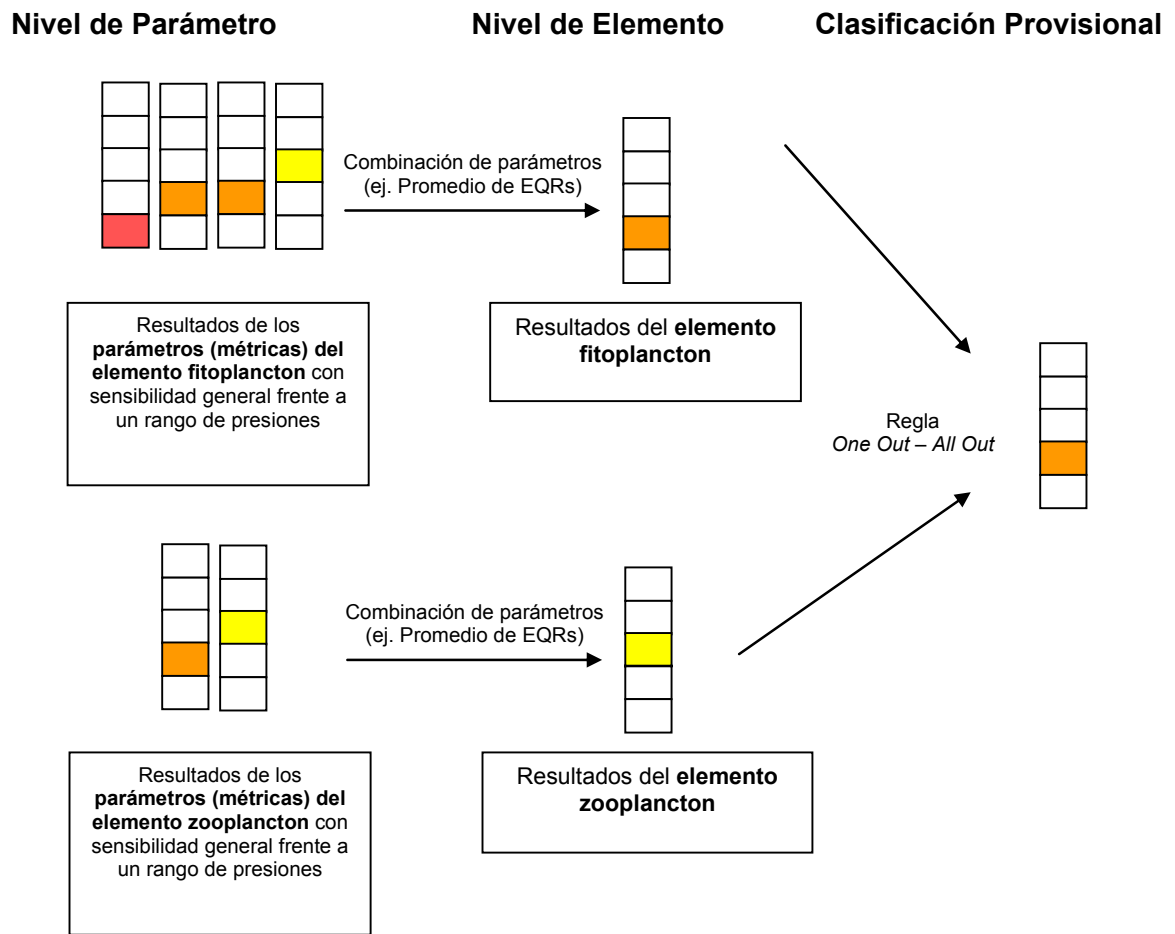 Nivel de Parámetro
Nivel de Elemento
Clasificación Provisional
Combinación de parámetros
(ej. Promedio de EQRs)
Resultados de los
parámetros (métricas) del
elemento fitoplancton con
sensibilidad general frente a
un rango de presiones
Resultados del elemento
fitoplancton
Regla
One Out – All Out
Combinación de parámetros
(ej. Promedio de EQRs)
Resultados de los
parámetros (métricas) del
elemento zooplancton con
sensibilidad general frente a
un rango de presiones
Resultados del elemento
zooplancton